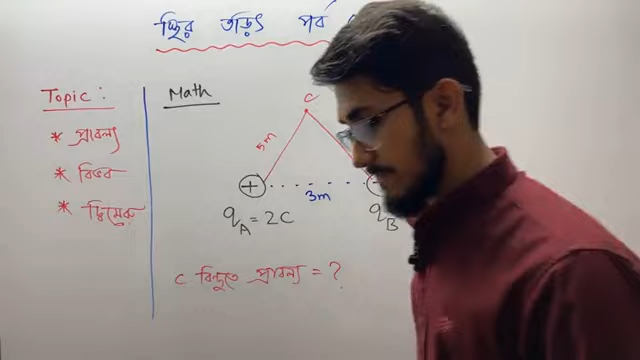 স্থির তড়িৎ পর্ব
Topic:
* প্রাবল্য
* বিভব
* দ্বিমেরু
Math
C
5m
+
3m
q_A = 2C
q_B
C বিন্দুতে প্রাবল্য = ?